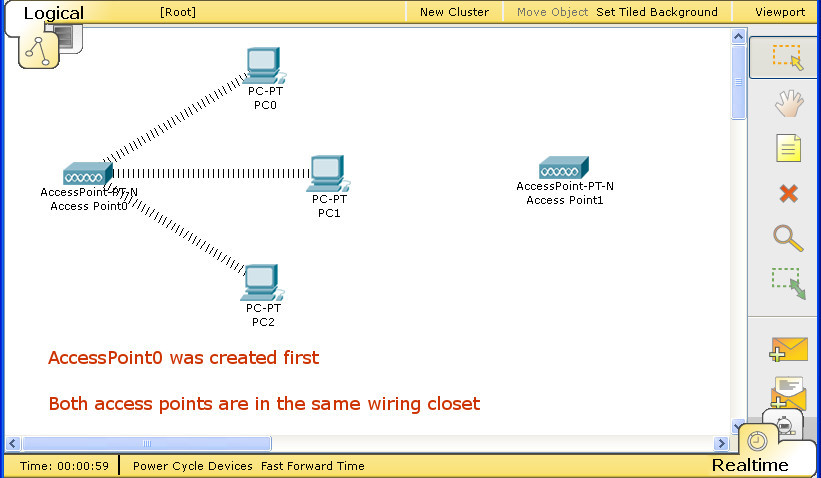 Logical
[Root]
New Cluster
Move Object
Set Tiled Background
Viewport
PC-PT
PC0
AccessPoint-PT-N
Access Point0
PC-PT
PC1
AccessPoint-PT-N
Access Point1
PC-PT
PC2
AccessPoint0 was created first
Both access points are in the same wiring closet
Time: 00:00:59
Power Cycle Devices
Fast Forward Time
Realtime